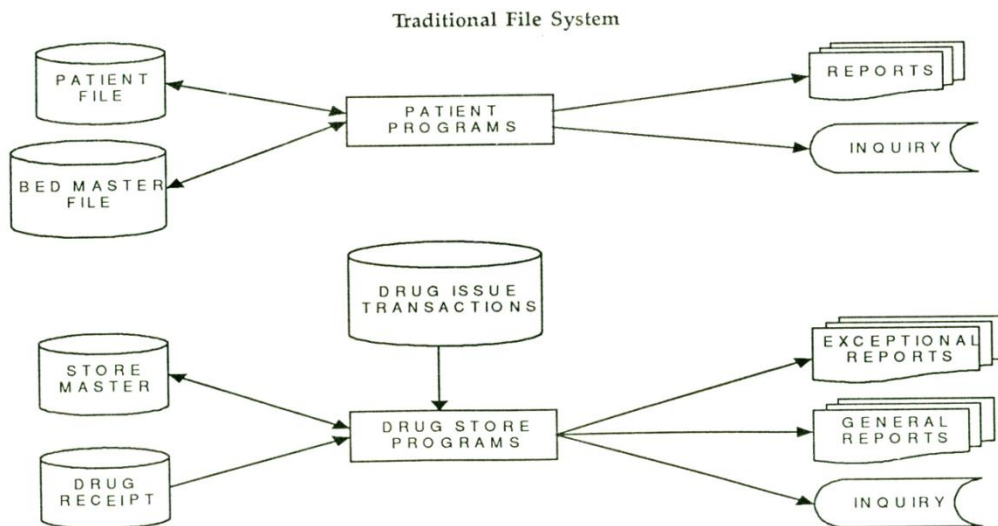 Traditional File System
PATIENT
FILE
PATIENT
PROGRAMS
REPORTS
INQUIRY
BED MASTER
FILE
DRUG ISSUE
TRANSACTIONS
STORE
MASTER
DRUG STORE
PROGRAMS
EXCEPTIONAL
REPORTS
GENERAL
REPORTS
DRUG
RECEIPT
INQUIRY